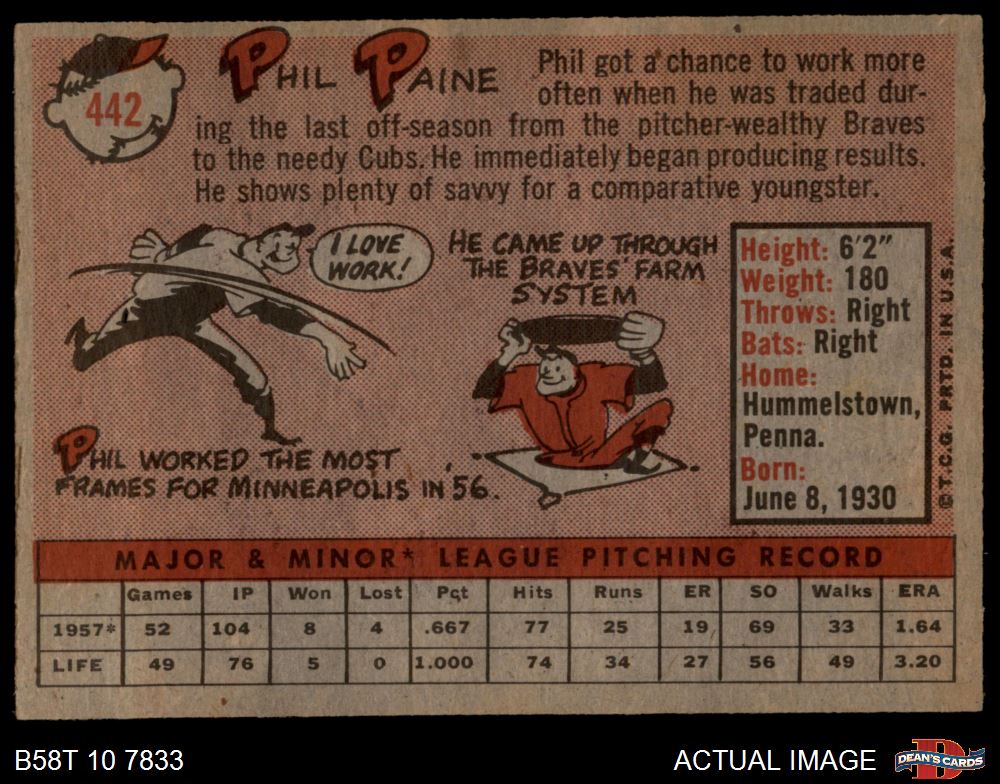 442
PHIL PAINE
Phil got a chance to work more
often when he was traded dur-
ing the last off-season from the pitcher-wealthy Braves
to the needy Cubs. He immediately began producing results.
He shows plenty of savvy for a comparative youngster.
I LOVE
WORK!
HE CAME UP THROUGH
THE BRAVES' FARM
SYSTEM
PHIL WORKED THE MOST
FRAMES FOR MINNEAPOLIS IN 56.
Height: 6'2"
Weight: 180
Throws: Right
Bats: Right
Home:
Hummelstown,
Penna.
Born:
June 8, 1930
© T.C.G. PRTD. IN U.S.A.
MAJOR & MINOR* LEAGUE PITCHING RECORD
Games IP Won Lost Pct Hits Runs ER SO Walks ERA
1957* 52 104 8 4 .667 77 25 19 69 33 1.64
LIFE 49 76 5 0 1.000 74 34 27 56 49 3.20
B58T 10 7833
ACTUAL IMAGE
D
DEAN'S CARDS